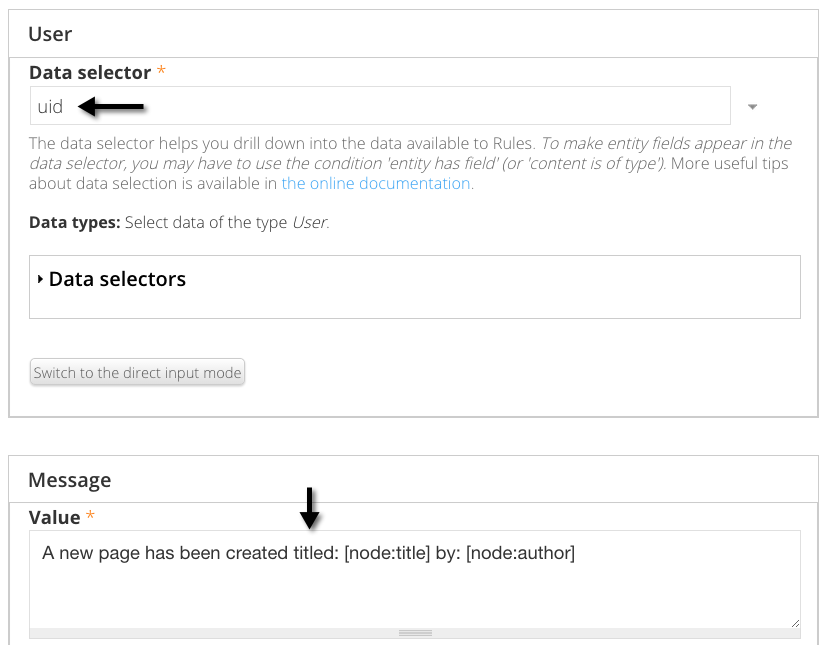 User
Data selector *
uid
The data selector helps you drill down into the data available to Rules. To make entity fields appear in the
data selector, you may have to use the condition 'entity has field' (or 'content is of type'). More useful tips
about data selection is available in the online documentation.
Data types: Select data of the type User.
Data selectors
Switch to the direct input mode
Message
Value *
A new page has been created titled: [node:title] by: [node:author]